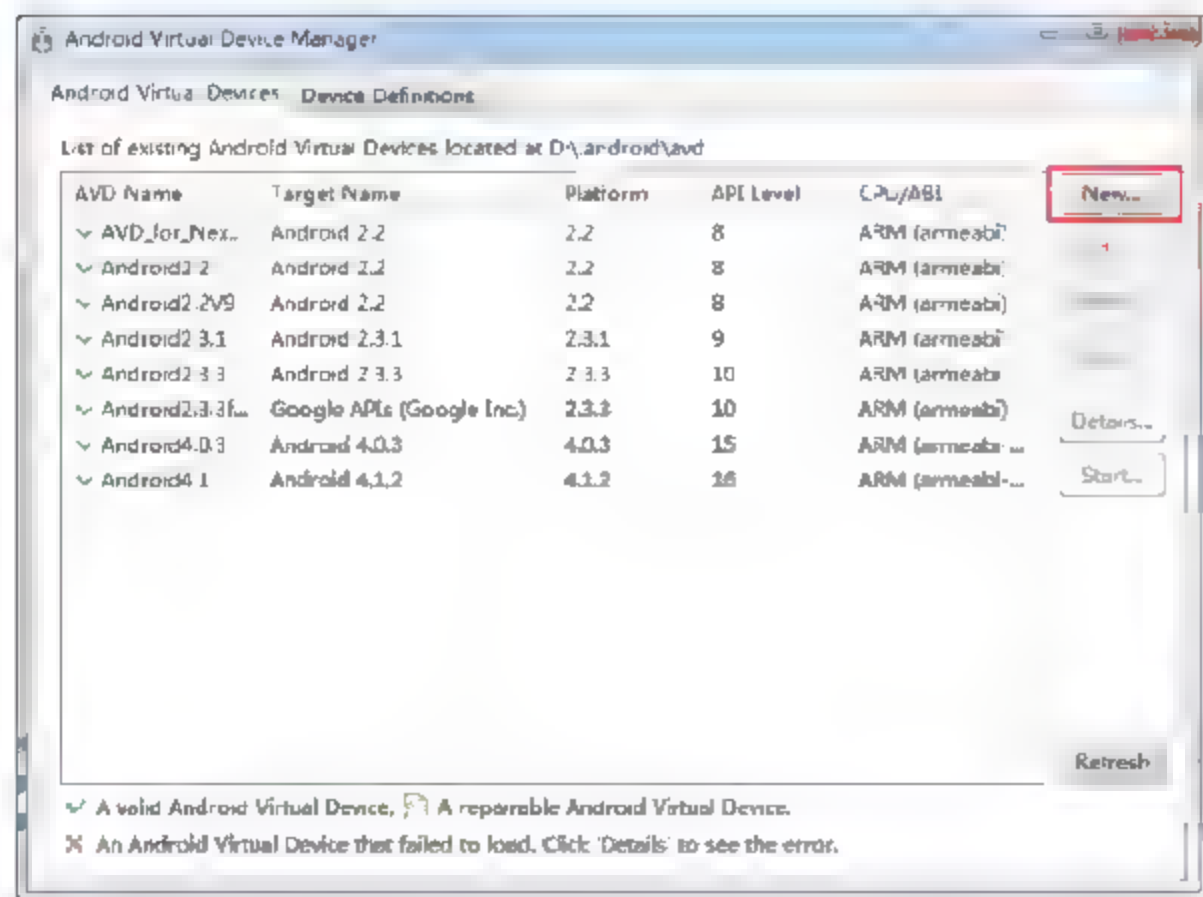 Android Virtual Device Manager
Android Virtual Devices Device Definitions
List of existing Android Virtual Devices located at D:\.android\avd
AVD Name Target Name Platform API Level CPU/ABI New...
AVD_for_Nex... Android 2.2 2.2 8 ARM (armeabi)
Android2.2 Android 2.2 2.2 8 ARM (armeabi)
Android2.2V9 Android 2.2 2.2 8 ARM (armeabi)
Android2.3.1 Android 2.3.1 2.3.1 9 ARM (armeabi)
Android2.3.3 Android 2.3.3 2.3.3 10 ARM (armeabi)
Android2.3.3f... Google APIs (Google Inc.) 2.3.3 10 ARM (armeabi)
Details...
Android4.0.3 Android 4.0.3 4.0.3 15 ARM (armeabi-...
Android4.1 Android 4.1.2 4.1.2 16 ARM (armeabi-...
Start...
Refresh
A valid Android Virtual Device. A repairable Android Virtual Device.
An Android Virtual Device that failed to load. Click 'Details' to see the error.